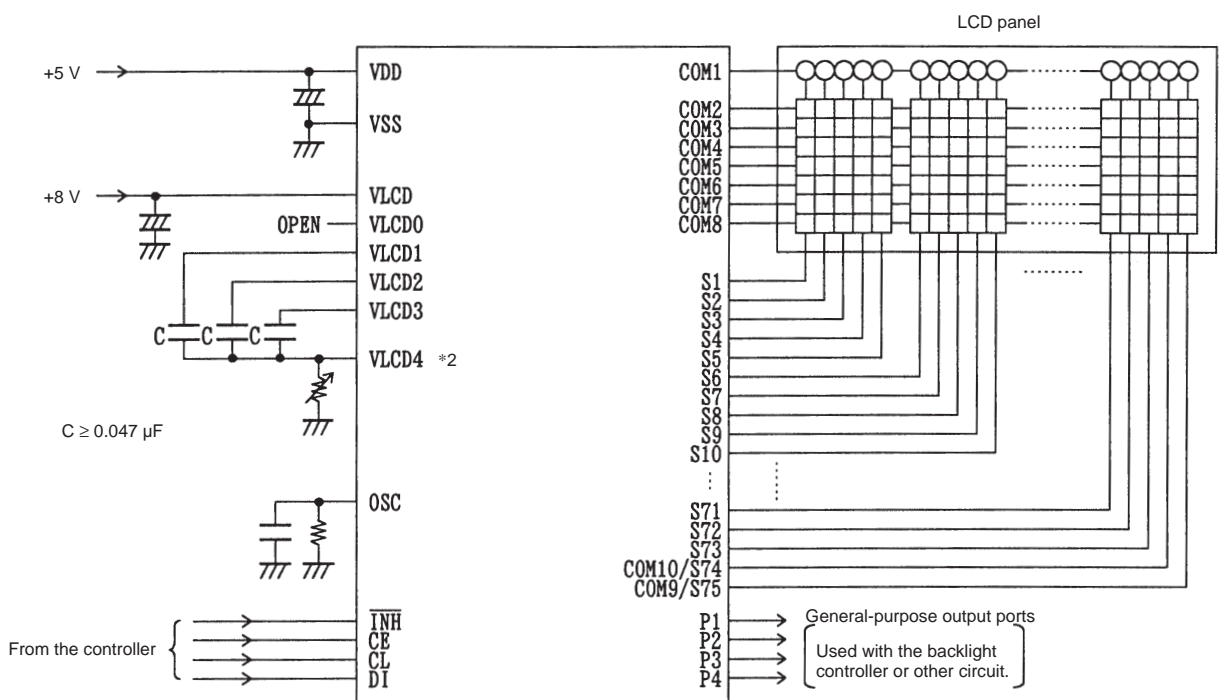 LCD panel
+5 V
VDD
COM1
VSS
COM2
COM3
COM4
COM5
COM6
COM7
COM8
+8 V
VLCD
OPEN
VLCD0
VLCD1
VLCD2
VLCD3
C
C
C
VLCD4 *2
C ≥ 0.047 µF
OSC
S1
S2
S3
S4
S5
S6
S7
S8
S9
S10
S71
S72
S73
COM10/S74
COM9/S75
From the controller
INH
CE
CL
DI
P1
P2
P3
P4
General-purpose output ports
Used with the backlight
controller or other circuit.